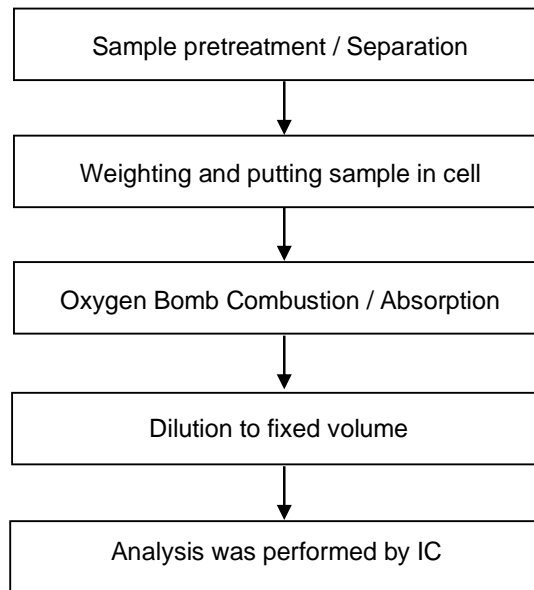 Sample pretreatment / Separation
Weighting and putting sample in cell
Oxygen Bomb Combustion / Absorption
Dilution to fixed volume
Analysis was performed by IC